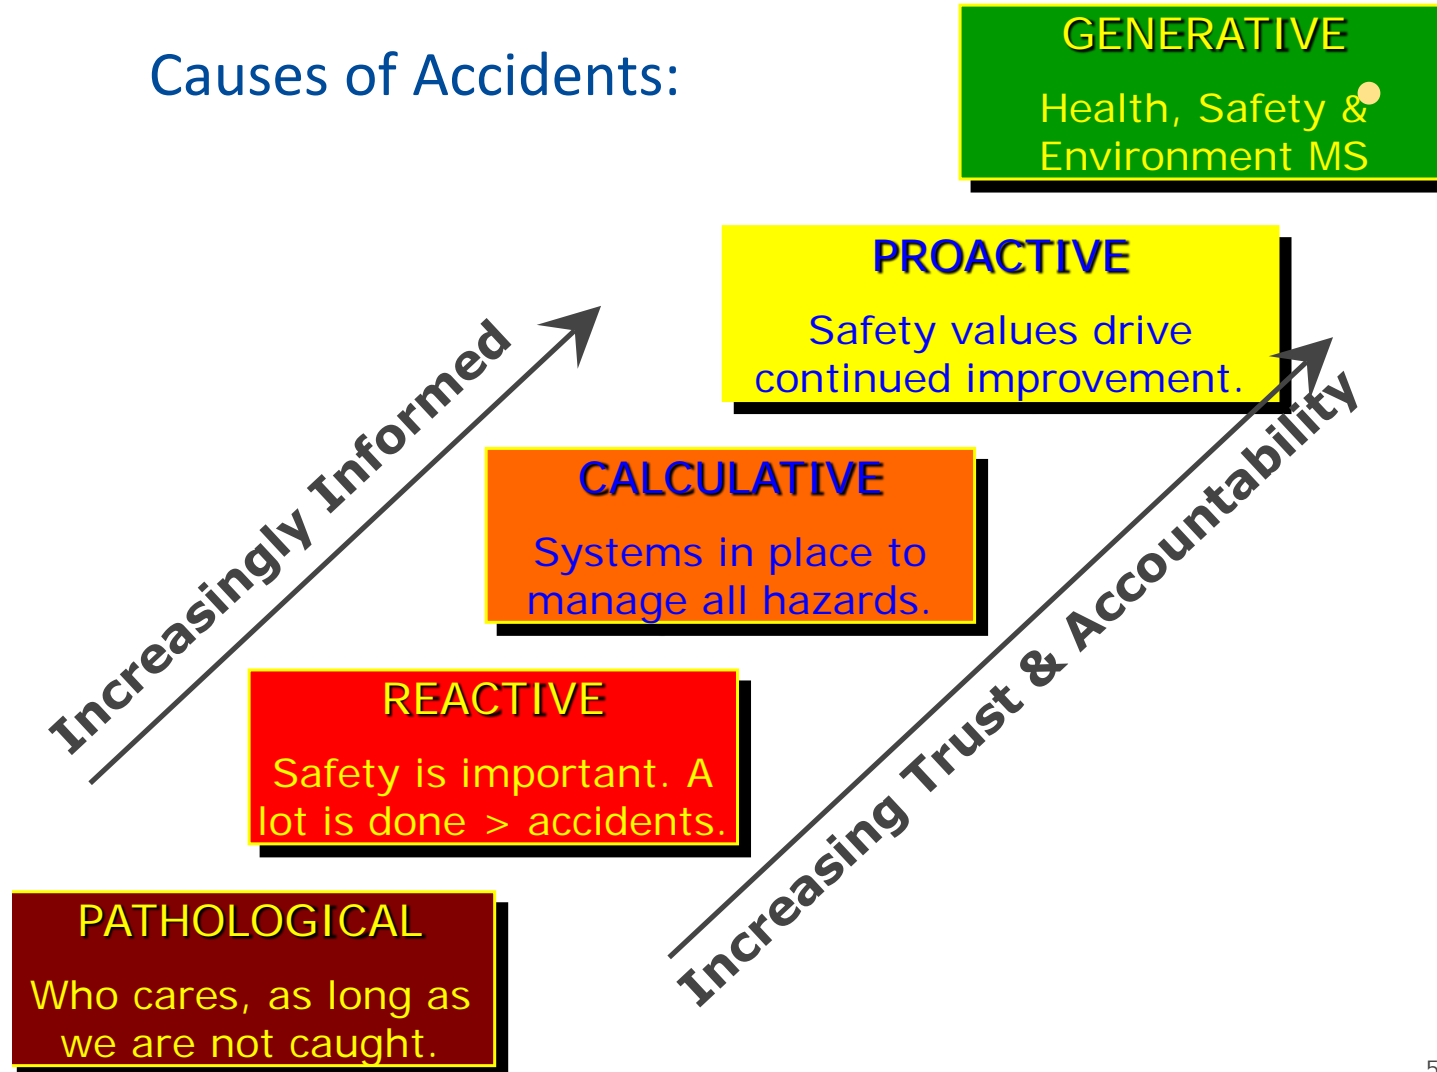 Causes of Accidents:
GENERATIVE
Health, Safety &
Environment MS
PROACTIVE
Safety values drive
continued improvement.
Increasingly Informed
CALCULATIVE
Systems in place to
manage all hazards.
Increasing Trust & Accountability
REACTIVE
Safety is important. A
lot is done > accidents.
PATHOLOGICAL
Who cares, as long as
we are not caught.
5